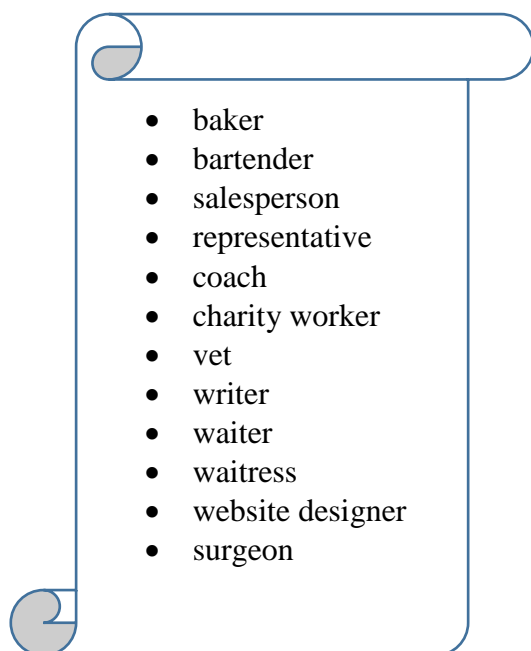 • baker
• bartender
• salesperson
• representative
• coach
• charity worker
• vet
• writer
• waiter
• waitress
• website designer
• surgeon